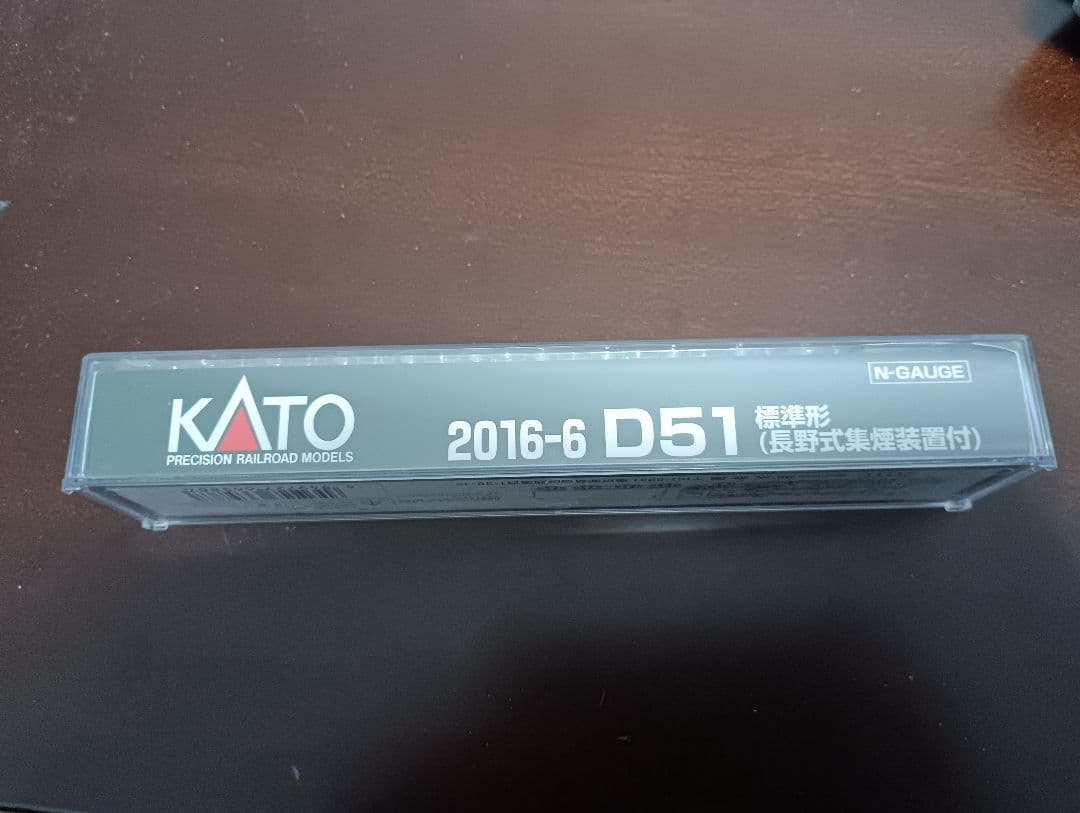 N-GAUGE
KATO
PRECISION RAILROAD MODELS
2016-6 D51 標準形
(長野式集煙装置付)